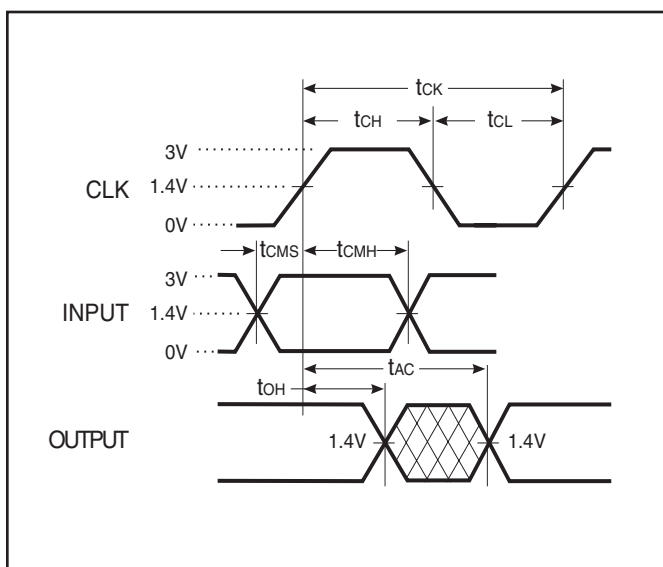 tCK
tCH tCL
3V
CLK 1.4V
0V
tCMS tCMH
3V
INPUT 1.4V
0V
tAC
tOH
OUTPUT 1.4V 1.4V